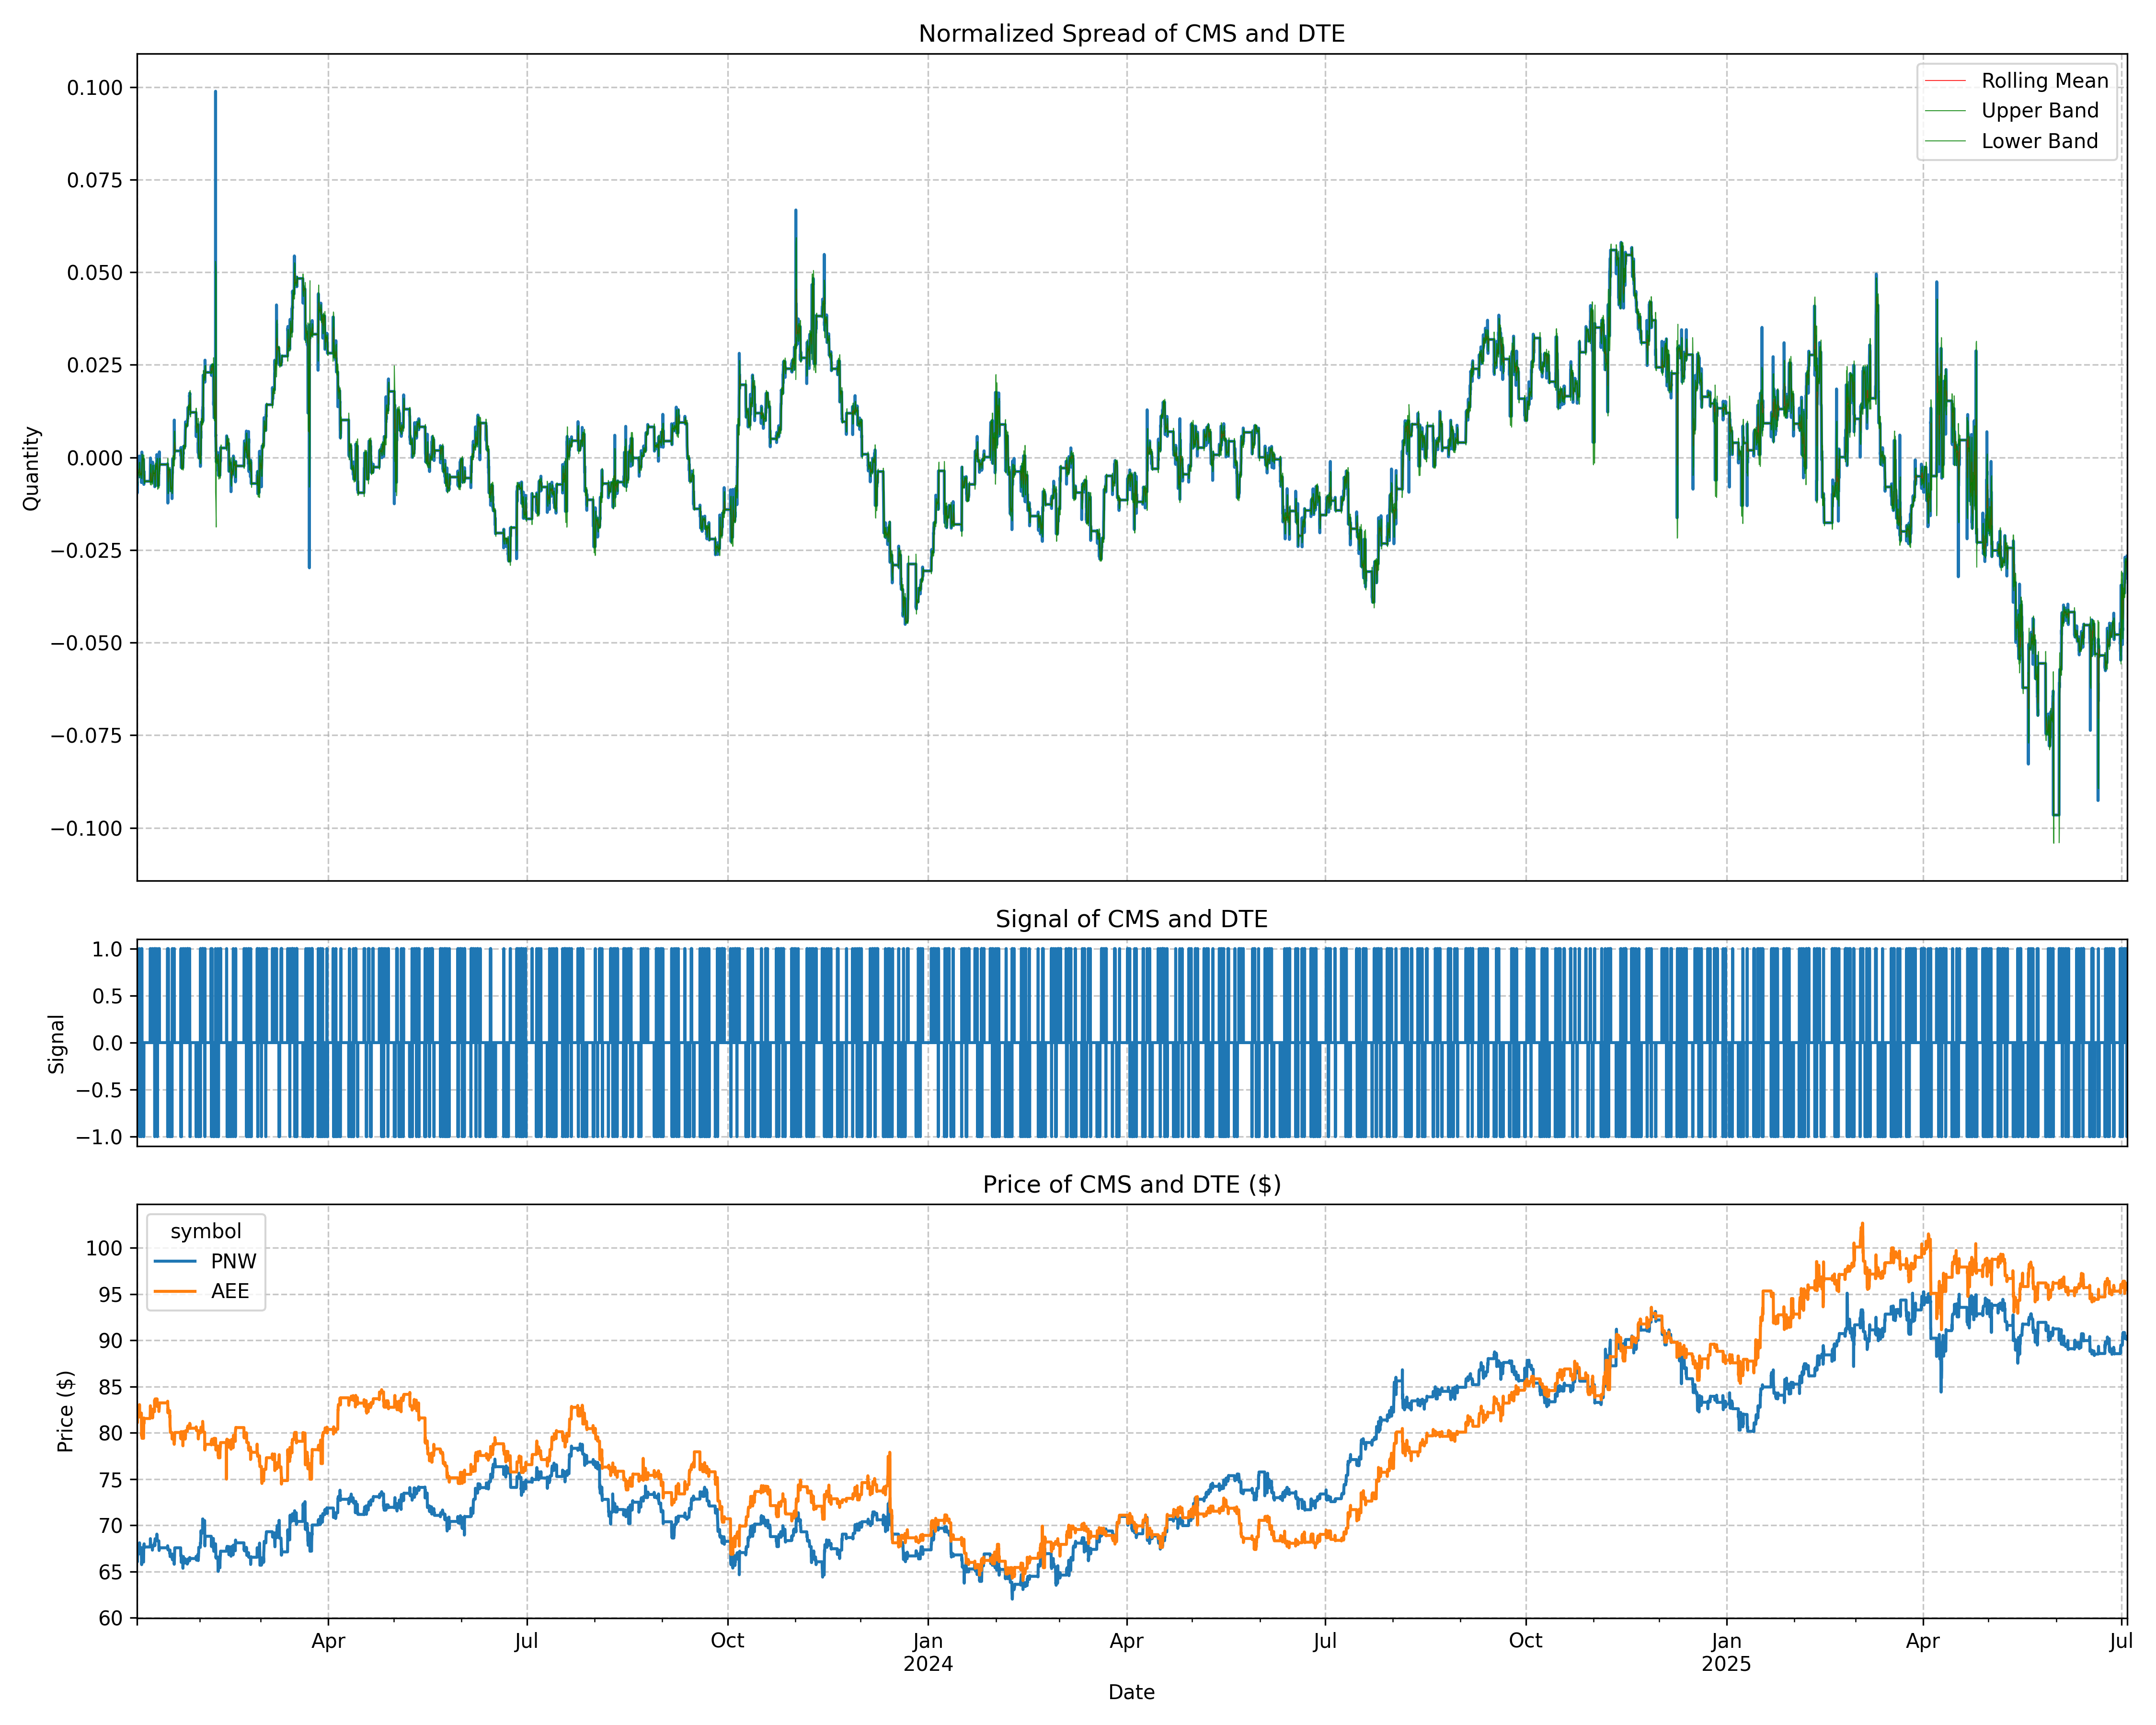 Normalized Spread of CMS and DTE
0.100
0.075
0.050
0.025
0.000
−0.025
−0.050
−0.075
−0.100
Quantity
Rolling Mean
Upper Band
Lower Band
Signal of CMS and DTE
1.0
0.5
0.0
−0.5
−1.0
Signal
Price of CMS and DTE ($)
100
95
90
85
80
75
70
65
60
Price ($)
symbol
PNW
AEE
Apr Jul Oct Jan Apr Jul Oct Jan Apr Jul
2024 2025
Date